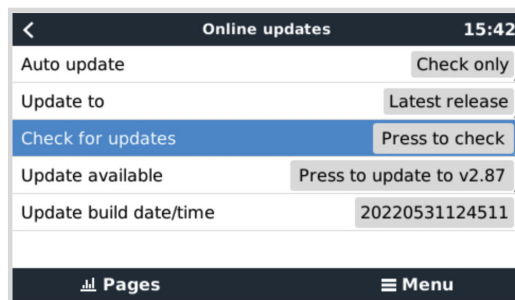 Online updates 15:42
Auto update Check only
Update to Latest release
Check for updates Press to check
Update available Press to update to v2.87
Update build date/time 20220531124511
Pages Menu